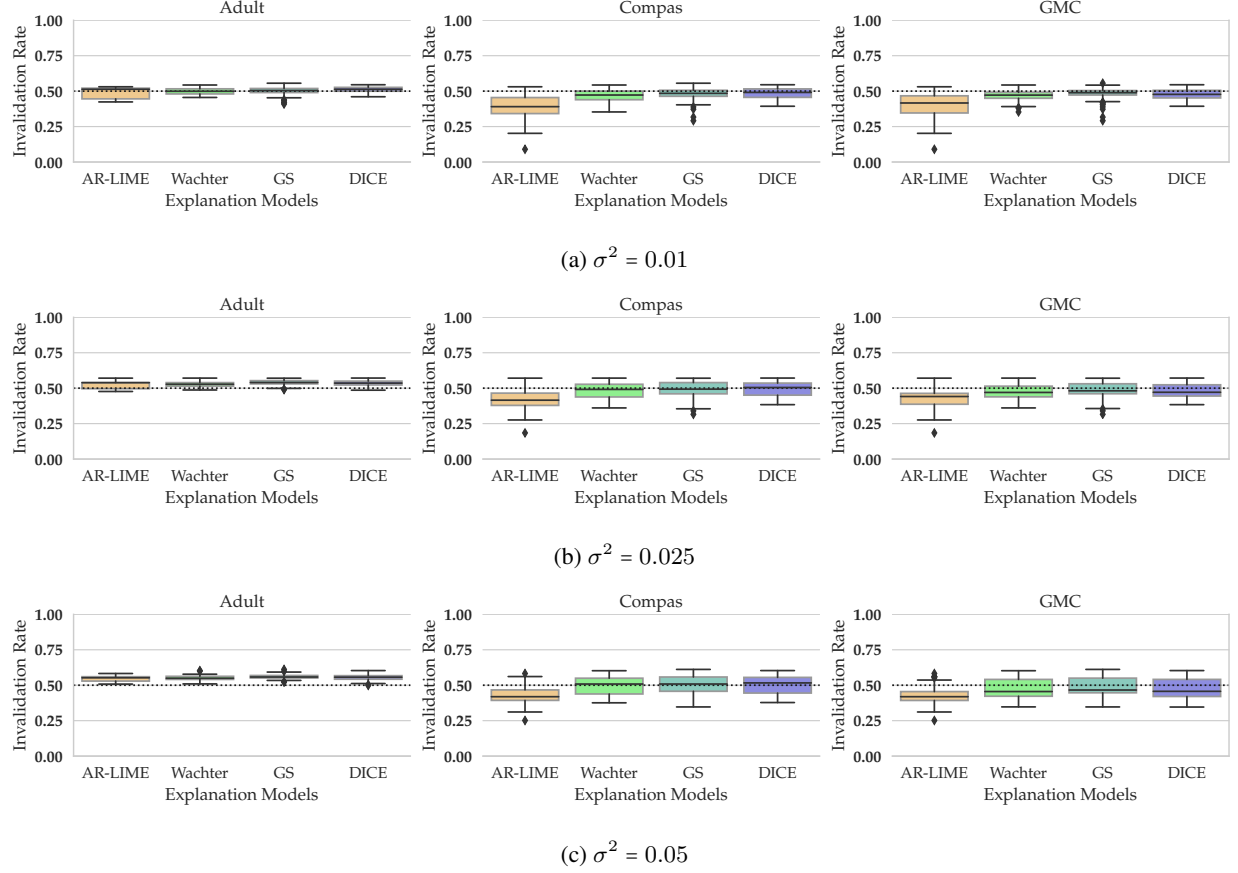 Adult
Compas
GMC
Invalidation Rate
1.00
0.75
0.50
0.25
0.00
AR-LIME Wachter GS DICE
Explanation Models
Invalidation Rate
1.00
0.75
0.50
0.25
0.00
AR-LIME Wachter GS DICE
Explanation Models
Invalidation Rate
1.00
0.75
0.50
0.25
0.00
AR-LIME Wachter GS DICE
Explanation Models
(a) σ² = 0.01
Adult
Compas
GMC
Invalidation Rate
1.00
0.75
0.50
0.25
0.00
AR-LIME Wachter GS DICE
Explanation Models
Invalidation Rate
1.00
0.75
0.50
0.25
0.00
AR-LIME Wachter GS DICE
Explanation Models
Invalidation Rate
1.00
0.75
0.50
0.25
0.00
AR-LIME Wachter GS DICE
Explanation Models
(b) σ² = 0.025
Adult
Compas
GMC
Invalidation Rate
1.00
0.75
0.50
0.25
0.00
AR-LIME Wachter GS DICE
Explanation Models
Invalidation Rate
1.00
0.75
0.50
0.25
0.00
AR-LIME Wachter GS DICE
Explanation Models
Invalidation Rate
1.00
0.75
0.50
0.25
0.00
AR-LIME Wachter GS DICE
Explanation Models
(c) σ² = 0.05